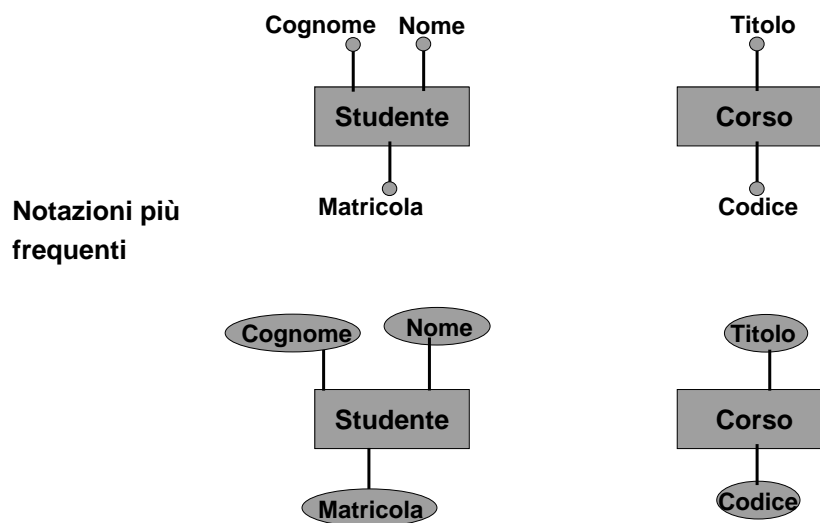 Cognome Nome Titolo
Studente Corso
Matricola Codice
Notazioni più
frequenti
Cognome Nome Titolo
Studente Corso
Matricola Codice